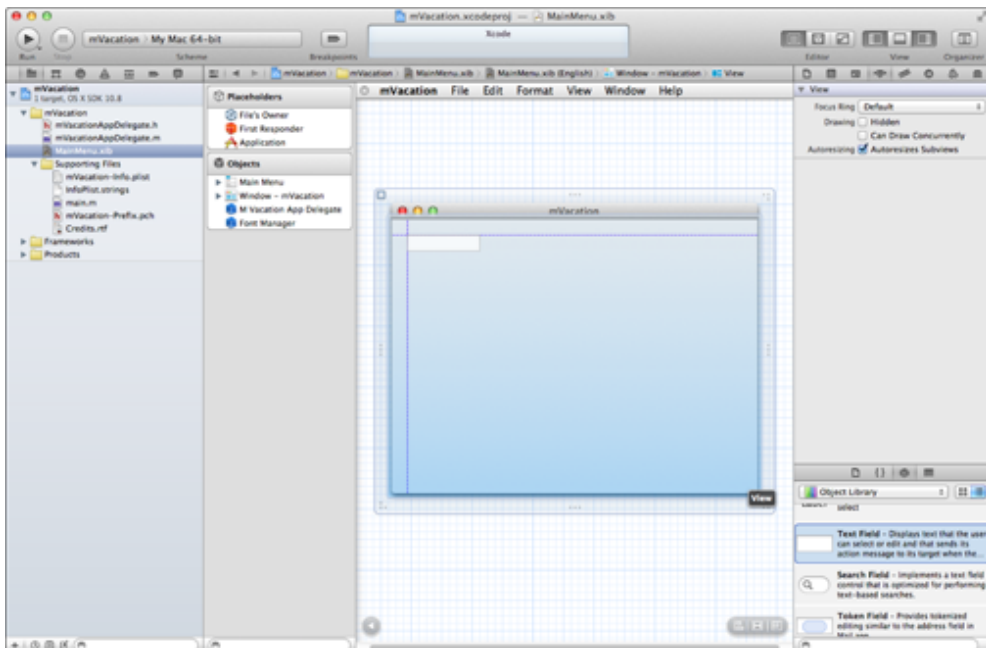 mVacation.xcodeproj — MainMenu.xib
mVacation My Mac 64-bit
Xcode
Run Stop Scheme Breakpoints Editor View Organizer
mVacation mVacation MainMenu.xib MainMenu.xib (English) Window - mVacation View
mVacation
1 target, OS X SDK 10.8
mVacation
mVacationAppDelegate.h
mVacationAppDelegate.m
MainMenu.xib
Supporting Files
mVacation-Info.plist
InfoPlist.strings
main.m
mVacation-Prefix.pch
Credits.rtf
Frameworks
Products
Placeholders
File's Owner
First Responder
Application
Objects
Main Menu
Window - mVacation
M Vacation App Delegate
Font Manager
mVacation File Edit Format View Window Help
mVacation
View
View
Focus Ring Default
Drawing Hidden
Can Draw Concurrently
Autoresizing Autoresizes Subviews
Object Library
select
Text Field - Displays text that the user
can select or edit and that sends its
action message to its target when the...
Search Field - Implements a text field
control that is optimized for performing
text-based searches.
Token Field - Provides tokenized
editing similar to the address field in